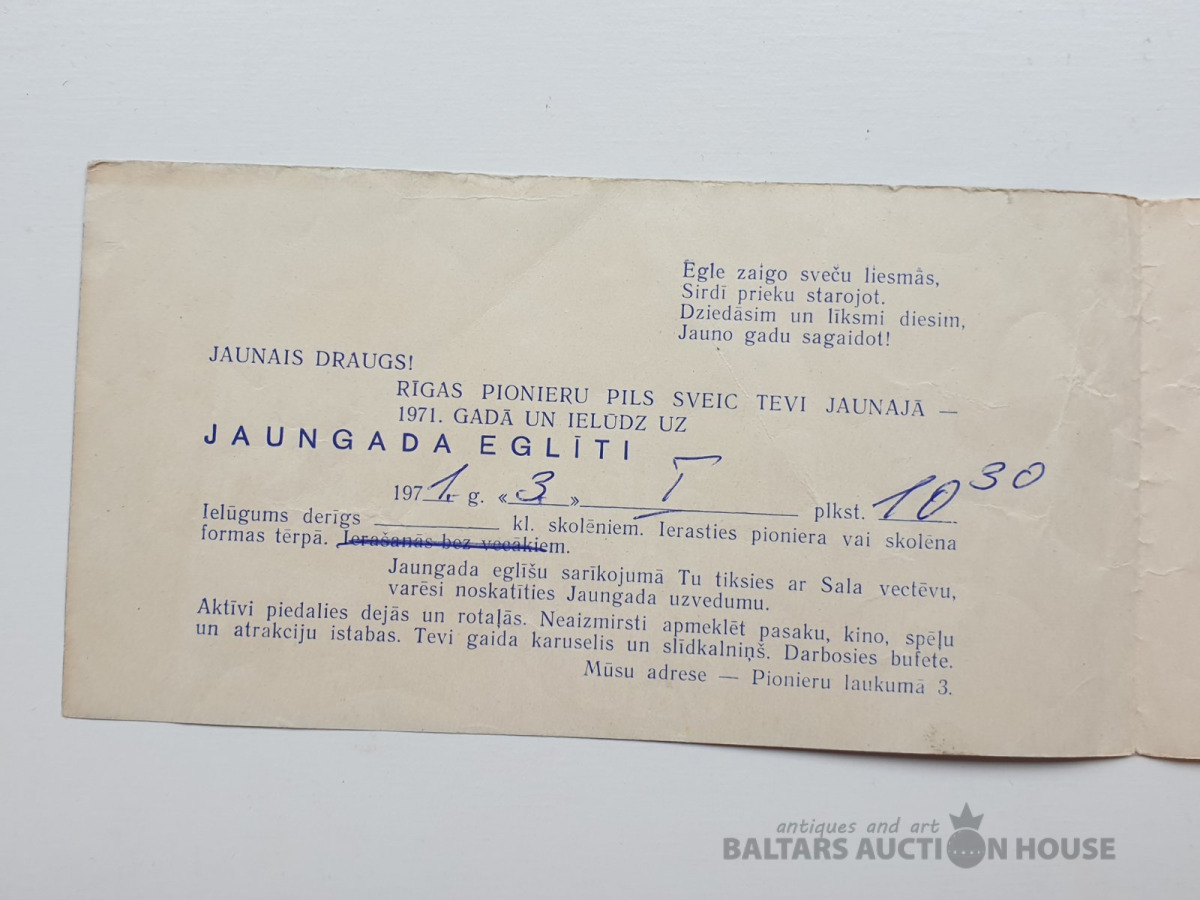 Ēgle zaigo sveču liesmās,
Sirdī prieku starojot.
Dziedāsim un līksmi diesim,
Jauno gadu sagaidot!
JAUNAIS DRAUGS!
RĪGAS PIONIERU PILS SVEIC TEVI JAUNAJĀ —
1971. GADĀ UN IELŪDZ UZ
JAUNGADA EGLĪTI
1971. g. «3» I plkst. 10 30
Ielūgums derīgs ________ kl. skolēniem. Ierasties pioniera vai skolēna
formas tērpā. Ierašanās bez vecākiem.
Jaungada eglīšu sarīkojumā Tu tiksies ar Sala vectēvu,
varēsi noskatīties Jaungada uzvedumu.
Aktīvi piedalies dejās un rotaļās. Neaizmirsti apmeklēt pasaku, kino, spēļu
un atrakciju istabas. Tevi gaida karuselis un slīdkalniņš. Darbosies bufete.
Mūsu adrese — Pionieru laukumā 3.
antiques and art
BALTARS AUCTION HOUSE